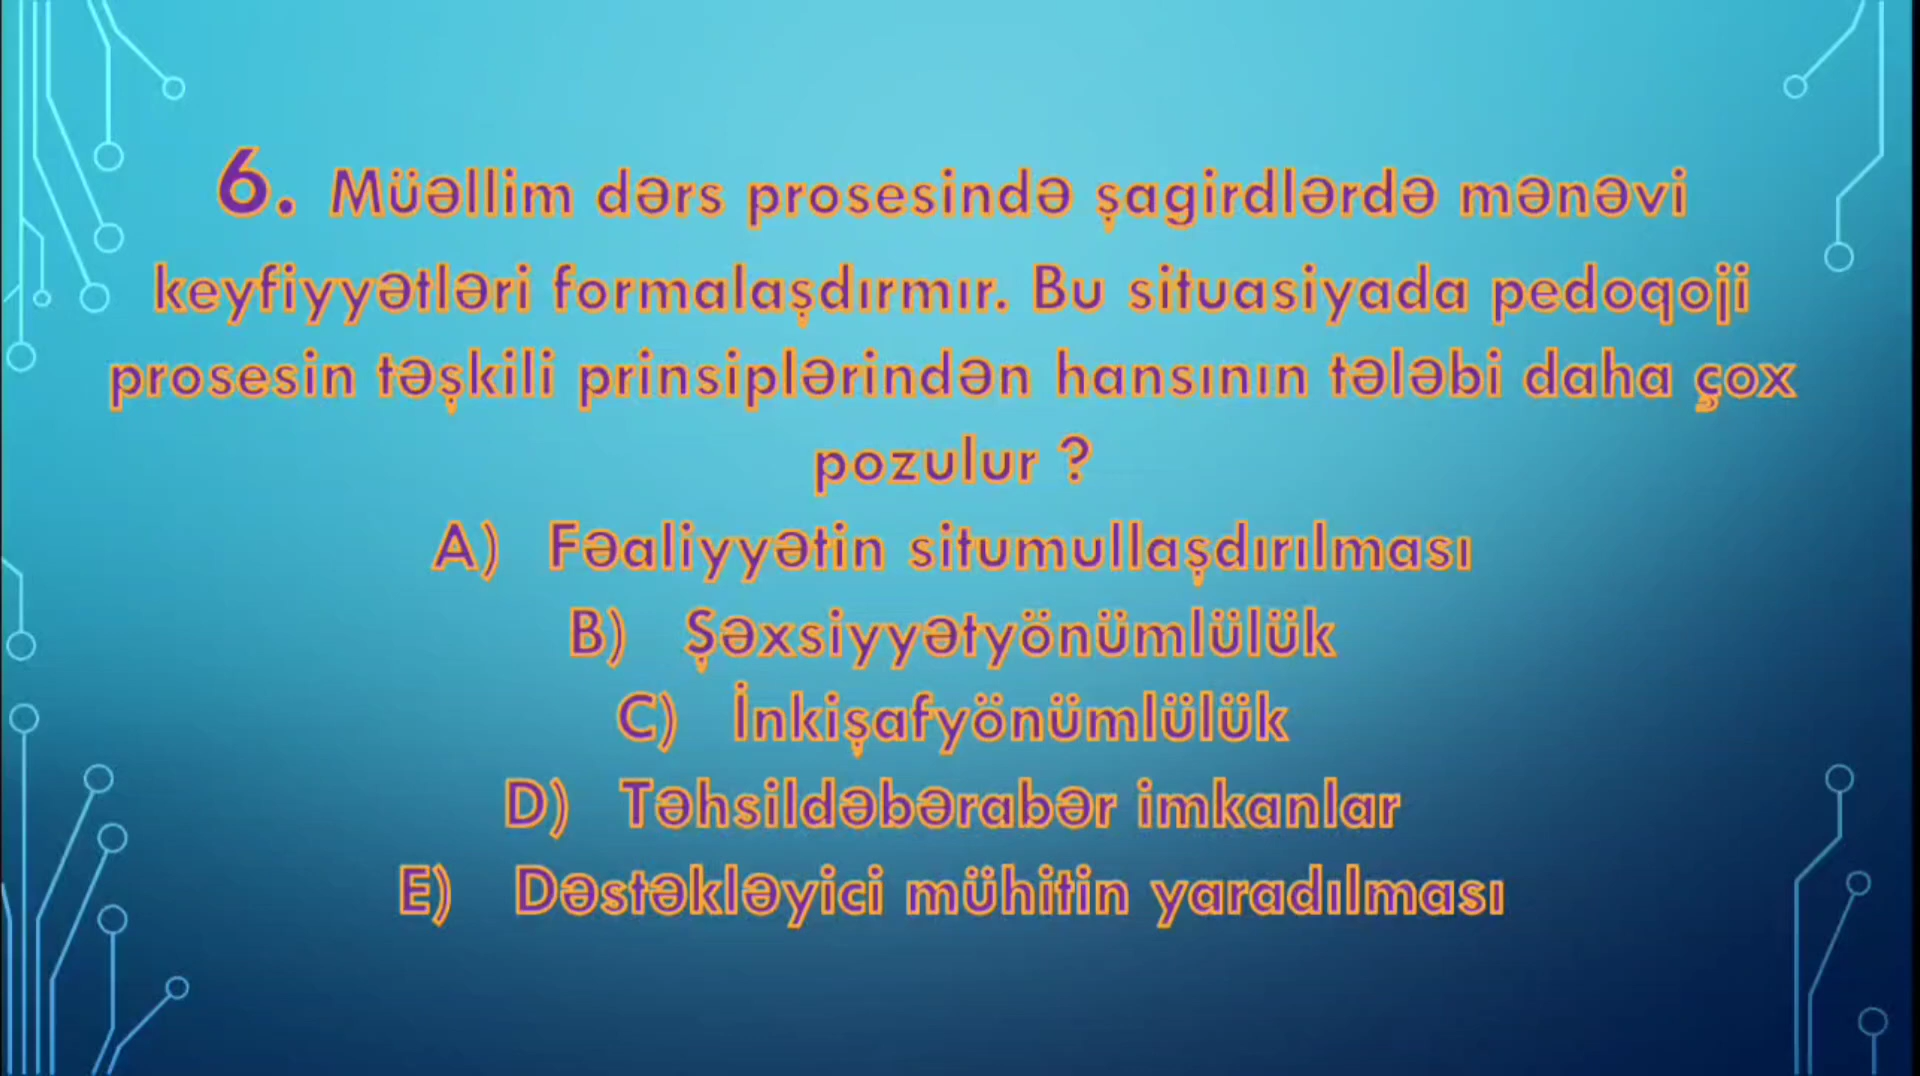 6. Müəllim dərs prosesində şagirdlərdə mənəvi
keyfiyyətləri formalaşdırmır. Bu situasiyada pedoqoji
prosesin təşkili prinsiplərindən hansının tələbi daha çox
pozulur ?
A) Fəaliyyətin situmullaşdırılması
B) Şəxsiyyətyönümlülük
C) İnkişafyönümlülük
D) Təhsildəbərabər imkanlar
E) Dəstəkləyici mühitin yaradılması